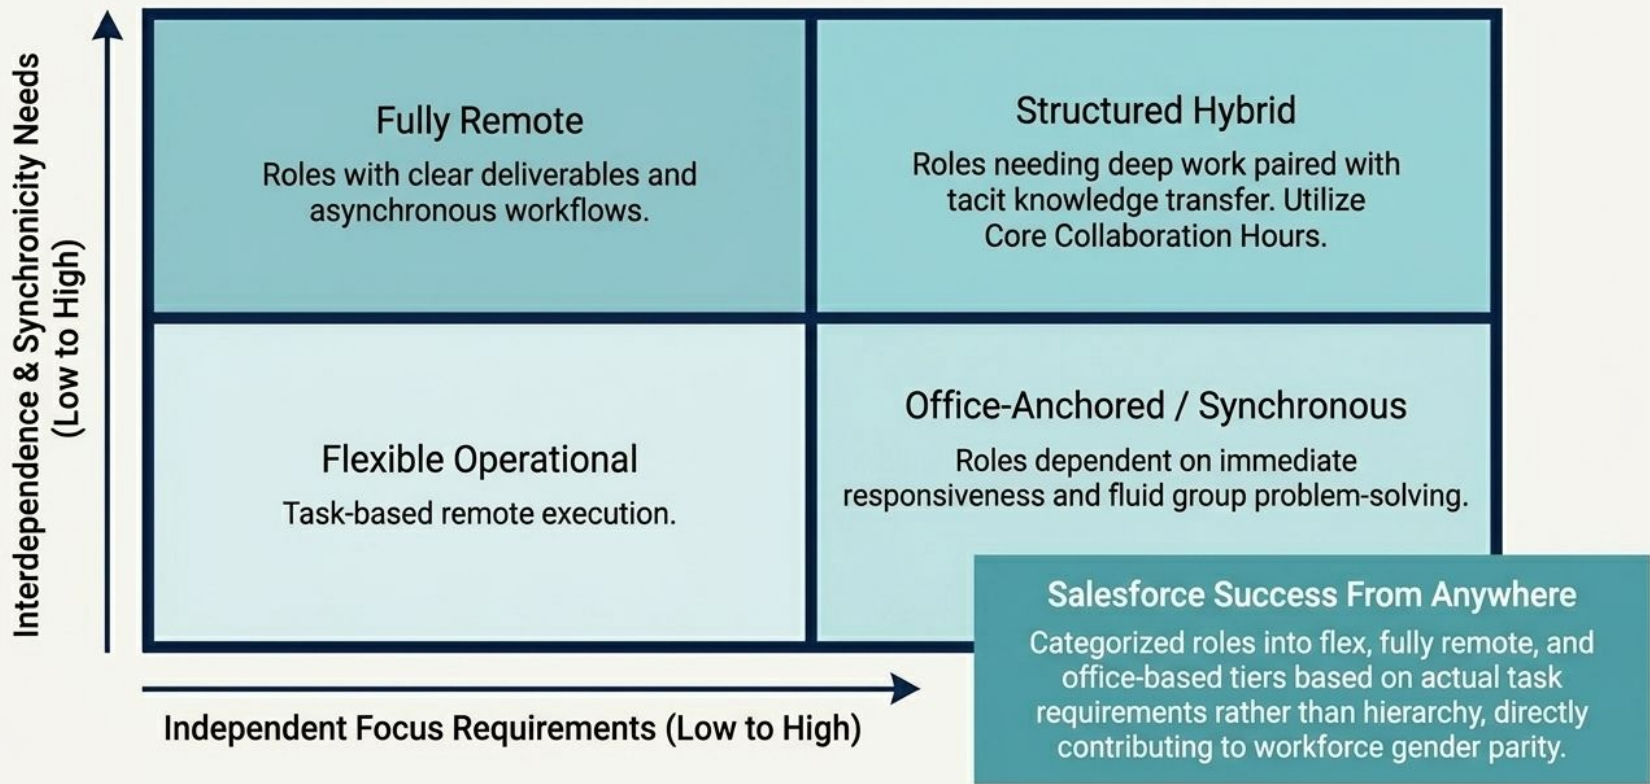 Interdependence & Synchronicity Needs
(Low to High)
Fully Remote
Roles with clear deliverables and
asynchronous workflows.
Structured Hybrid
Roles needing deep work paired with
tacit knowledge transfer. Utilize
Core Collaboration Hours.
Flexible Operational
Task-based remote execution.
Office-Anchored / Synchronous
Roles dependent on immediate
responsiveness and fluid group problem-solving.
Salesforce Success From Anywhere
Categorized roles into flex, fully remote, and
office-based tiers based on actual task
requirements rather than hierarchy, directly
contributing to workforce gender parity.
Independent Focus Requirements (Low to High)